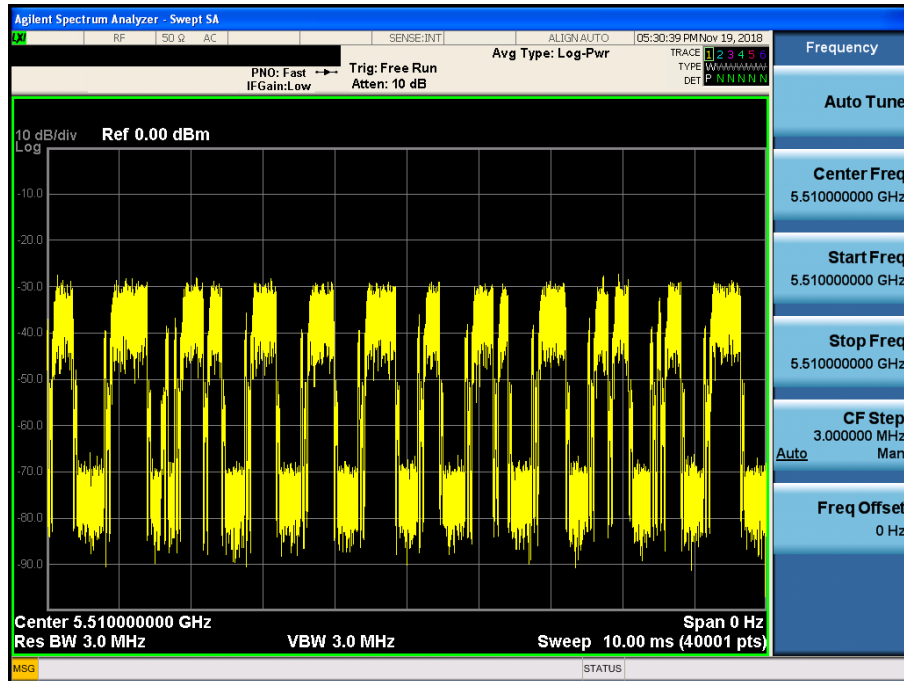 Agilent Spectrum Analyzer - Swept SA
LXI RF 50 Ω AC SENSE:INT ALIGN AUTO 05:30:39 PM Nov 19, 2018
PNO: Fast
IFGain:Low
Trig: Free Run
Atten: 10 dB
Avg Type: Log-Pwr
TRACE 1 2 3 4 5 6
TYPE WWWWWW
DET P N N N N N
Frequency
Auto Tune
10 dB/div Ref 0.00 dBm
Log
-10.0
-20.0
-30.0
-40.0
-50.0
-60.0
-70.0
-80.0
-90.0
Center Freq
5.510000000 GHz
Start Freq
5.510000000 GHz
Stop Freq
5.510000000 GHz
CF Step
3.000000 MHz
Auto Man
Freq Offset
0 Hz
Center 5.510000000 GHz Span 0 Hz
Res BW 3.0 MHz VBW 3.0 MHz Sweep 10.00 ms (40001 pts)
MSG STATUS